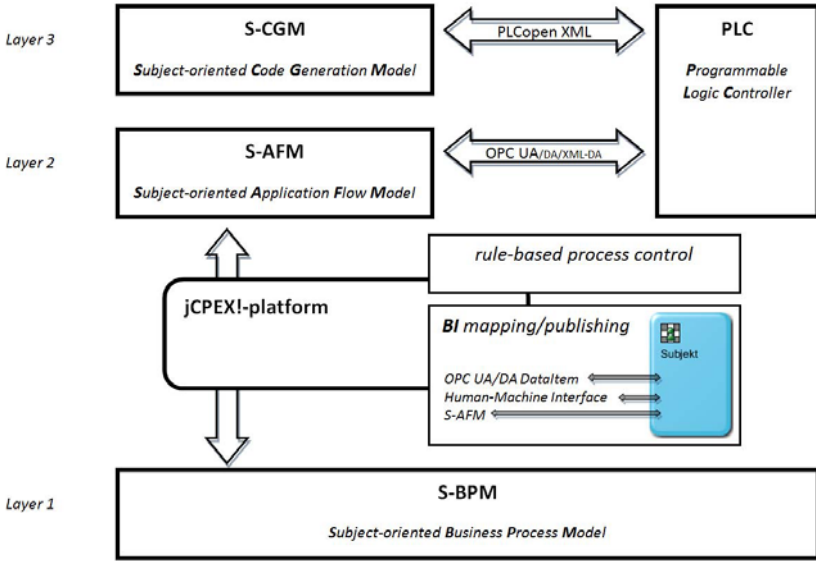 Layer 3
S-CGM
Subject-oriented Code Generation Model
PLCopen XML
PLC
Programmable
Logic Controller
Layer 2
S-AFM
Subject-oriented Application Flow Model
OPC UA/DA/XML-DA
rule-based process control
jCPEX!-platform
BI mapping/publishing
Subjekt
OPC UA/DA DataItem
Human-Machine Interface
S-AFM
Layer 1
S-BPM
Subject-oriented Business Process Model